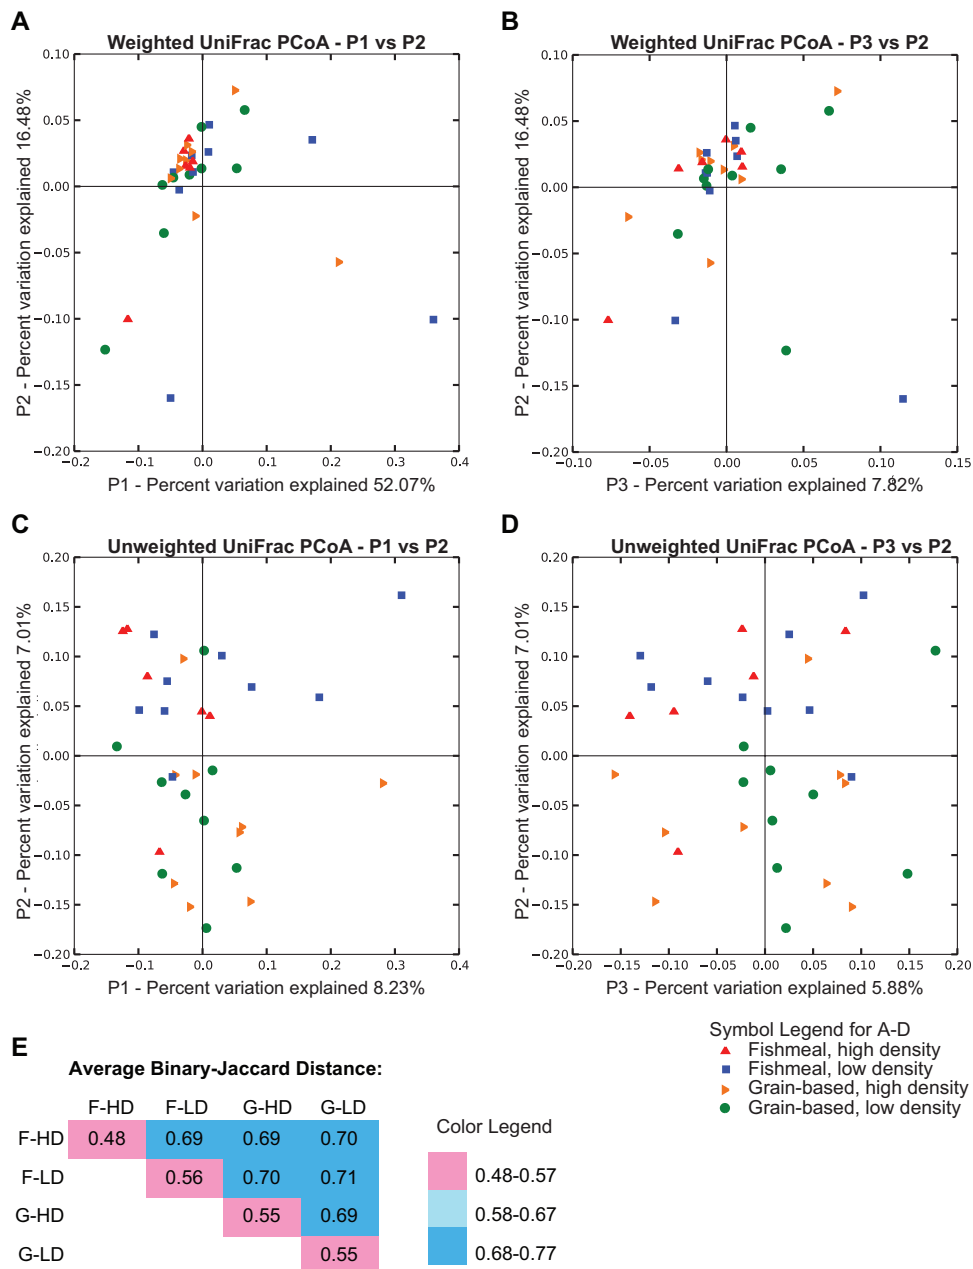 A
Weighted UniFrac PCoA - P1 vs P2
0.10
0.05
0.00
−0.05
−0.10
−0.15
−0.20
−0.2
−0.1
0.0
0.1
0.2
0.3
0.4
P2 - Percent variation explained 16.48%
P1 - Percent variation explained 52.07%
B
Weighted UniFrac PCoA - P3 vs P2
0.10
0.05
0.00
−0.05
−0.10
−0.15
−0.20
−0.10
−0.05
0.00
0.05
0.10
0.15
P2 - Percent variation explained 16.48%
P3 - Percent variation explained 7.82%
C
Unweighted UniFrac PCoA - P1 vs P2
0.20
0.15
0.10
0.05
0.00
−0.05
−0.10
−0.15
−0.20
−0.2
−0.1
0.0
0.1
0.2
0.3
0.4
P2 - Percent variation explained 7.01%
P1 - Percent variation explained 8.23%
D
Unweighted UniFrac PCoA - P3 vs P2
0.20
0.15
0.10
0.05
0.00
−0.05
−0.10
−0.15
−0.20
−0.20
−0.15
−0.10
−0.05
0.00
0.05
0.10
0.15
0.20
P2 - Percent variation explained 7.01%
P3 - Percent variation explained 5.88%
Symbol Legend for A-D
Fishmeal, high density
Fishmeal, low density
Grain-based, high density
Grain-based, low density
E
Average Binary-Jaccard Distance:
F-HD F-LD G-HD G-LD
F-HD 0.48 0.69 0.69 0.70
F-LD 0.56 0.70 0.71
G-HD 0.55 0.69
G-LD 0.55
Color Legend
0.48-0.57
0.58-0.67
0.68-0.77